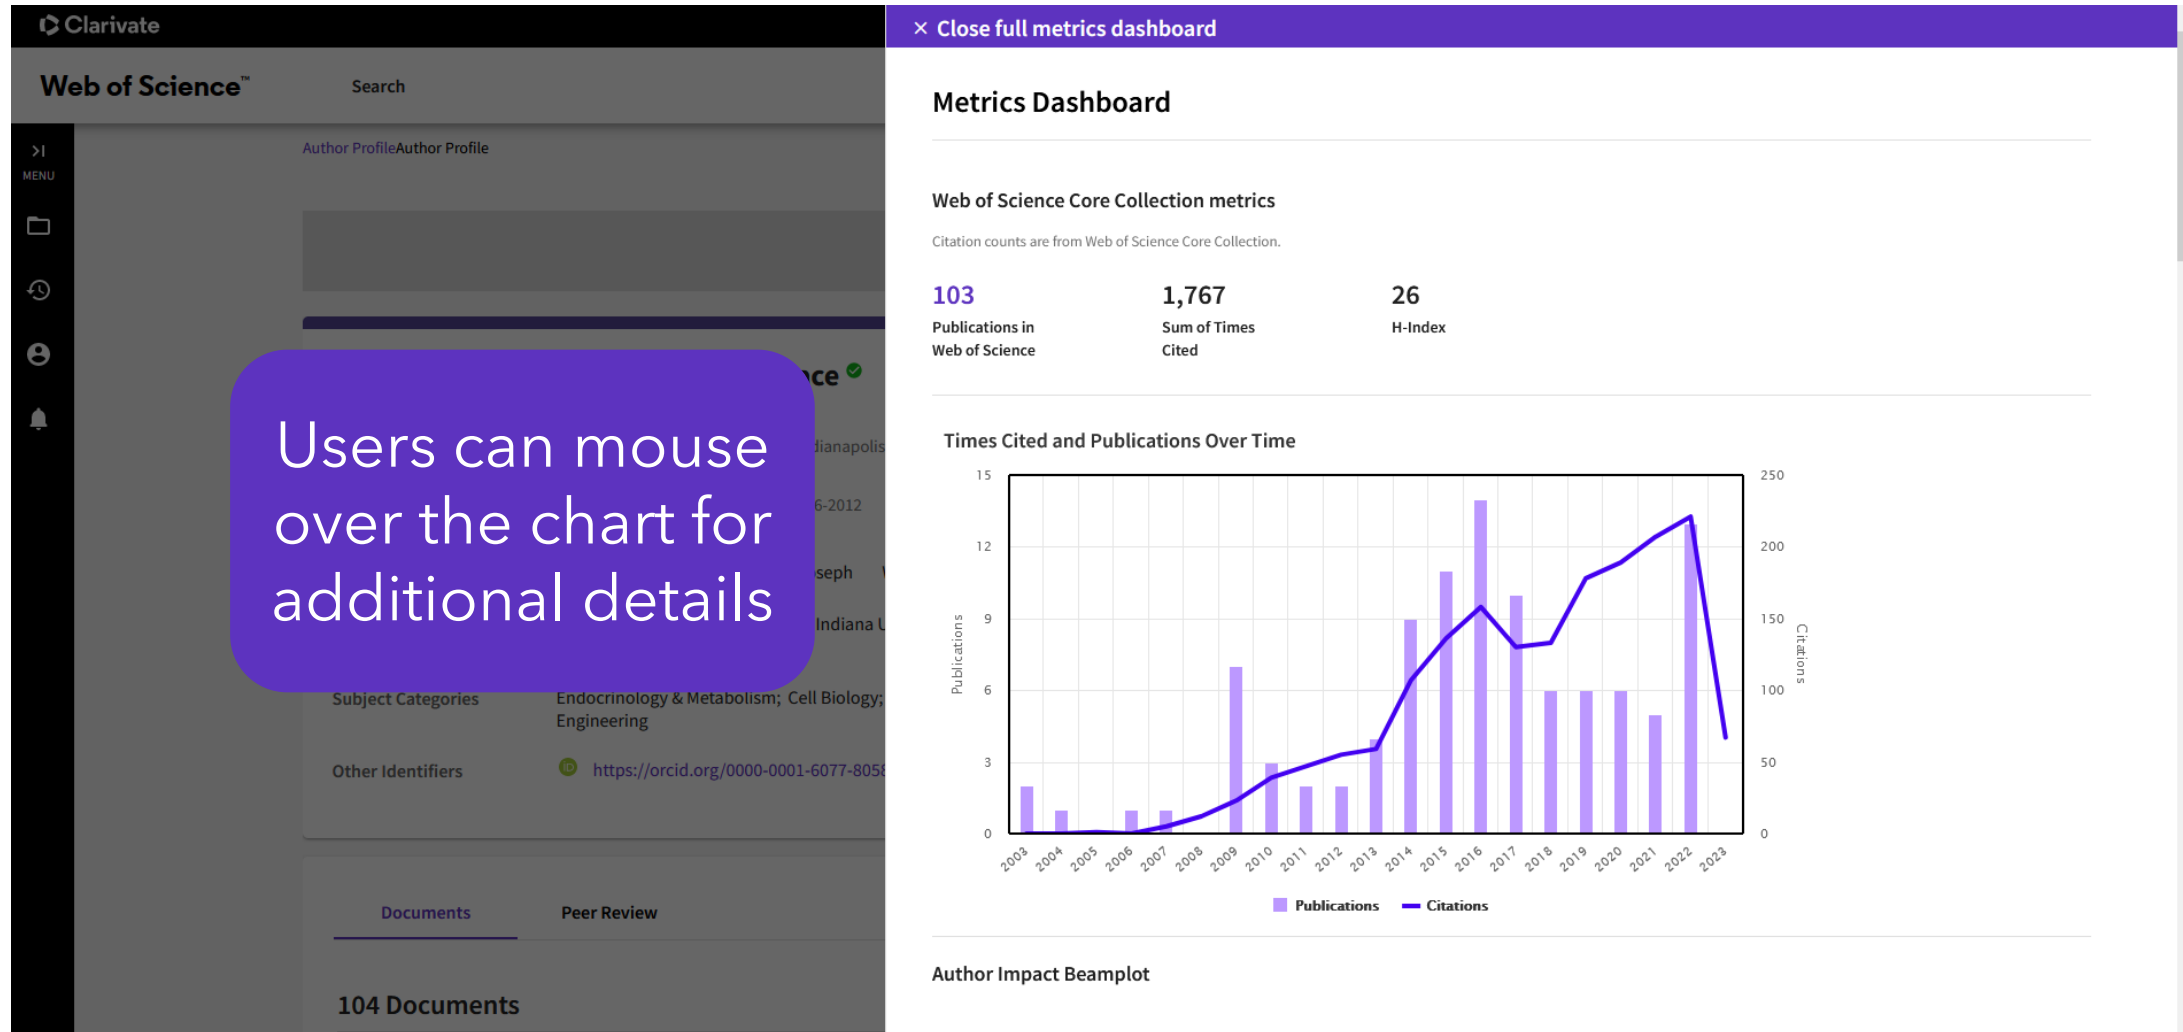 Clarivate
× Close full metrics dashboard
Web of Science™
Search
MENU
Author ProfileAuthor Profile
Users can mouse
over the chart for
additional details
6-2012
Indiana
Subject Categories
Endocrinology & Metabolism; Cell Biology;
Engineering
Other Identifiers
iD
https://orcid.org/0000-0001-6077-8058
Documents
Peer Review
104 Documents
Metrics Dashboard
Web of Science Core Collection metrics
Citation counts are from Web of Science Core Collection.
103
Publications in
Web of Science
1,767
Sum of Times
Cited
26
H-Index
Times Cited and Publications Over Time
15
12
9
6
3
0
Publications
250
200
150
100
50
0
Citations
2003 2004 2005 2006 2007 2008 2009 2010 2011 2012 2013 2014 2015 2016 2017 2018 2019 2020 2021 2022 2023
Publications
Citations
Author Impact Beamplot